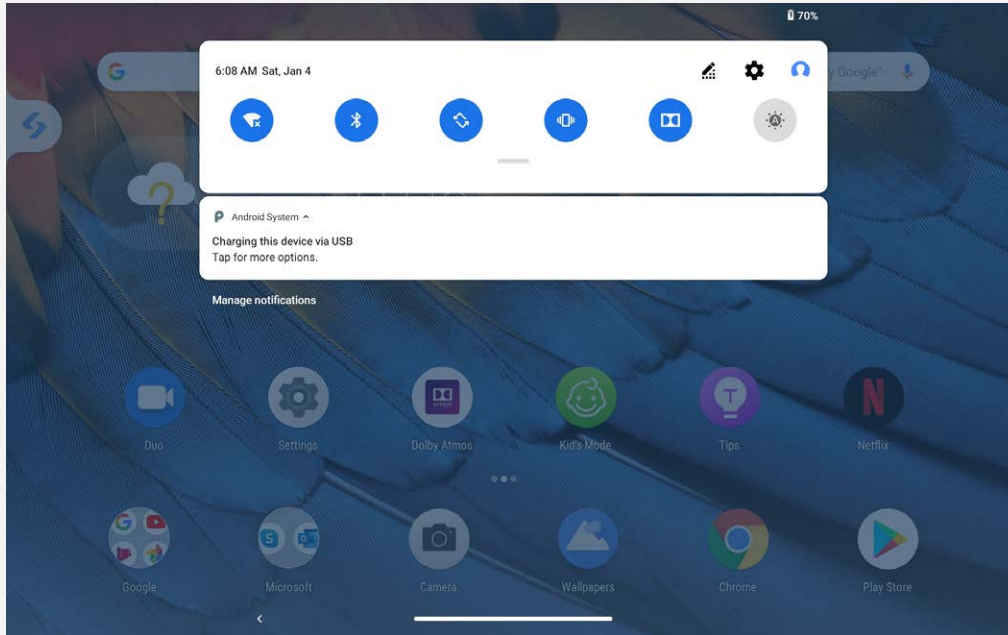 70%
6:08 AM Sat, Jan 4
y Google"
Android System
Charging this device via USB
Tap for more options.
Manage notifications
Duo
Settings
Dolby Atmos
Kid's Mode
Tips
Netflix
Google
Microsoft
Camera
Wallpapers
Chrome
Play Store